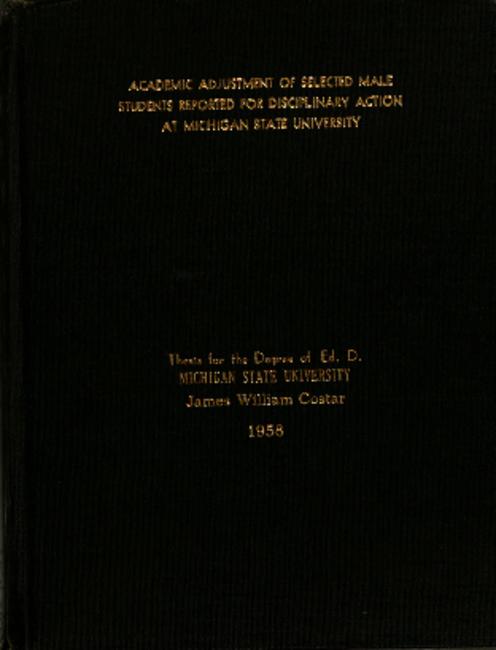 ACADEMIC ADJUSTMENT OF SELECTED MALE
STUDENTS REPORTED FOR DISCIPLINARY ACTION
AT MICHIGAN STATE UNIVERSITY
Thesis for the Degree of Ed. D.
MICHIGAN STATE UNIVERSITY
James William Costar
1958